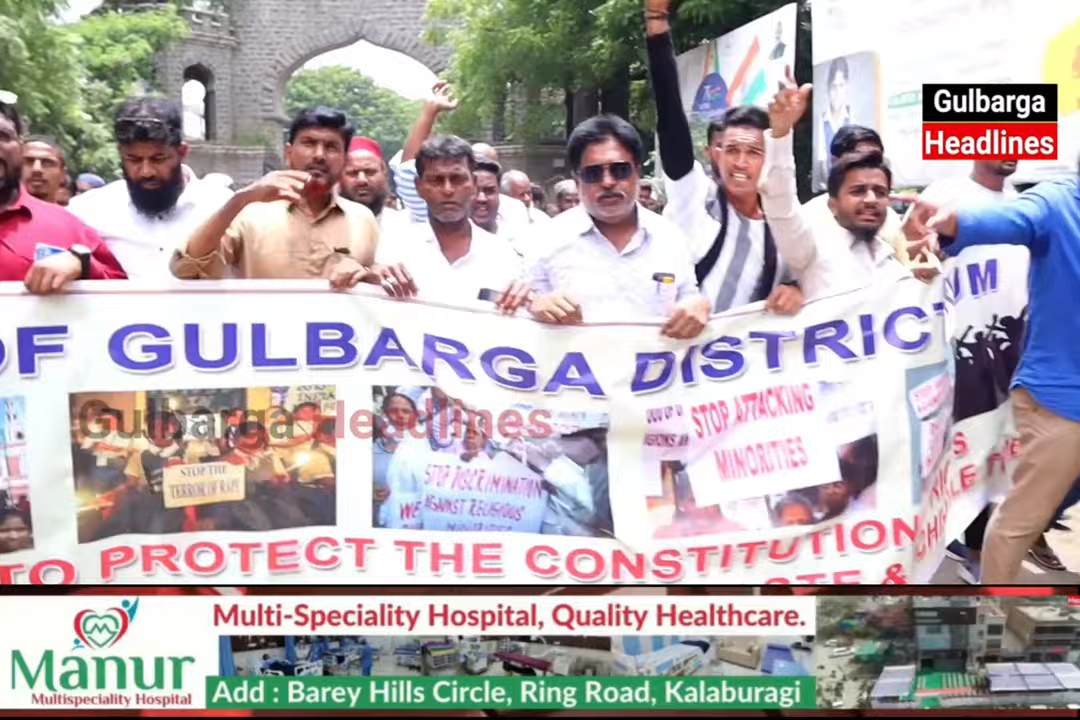 Gulbarga
Headlines
OF GULBARGA DISTRICT
UM
Gulbarga Headlines
STOP THE
TERROR OF RAPE
STOP DISCRIMINATION
WE AGAINST RELIGIOUS
MINORITIES
STOP ATTACKING
MINORITIES
TO PROTECT THE CONSTITUTION
Manur
Multispeciality Hospital
Multi-Speciality Hospital, Quality Healthcare.
Add : Barey Hills Circle, Ring Road, Kalaburagi